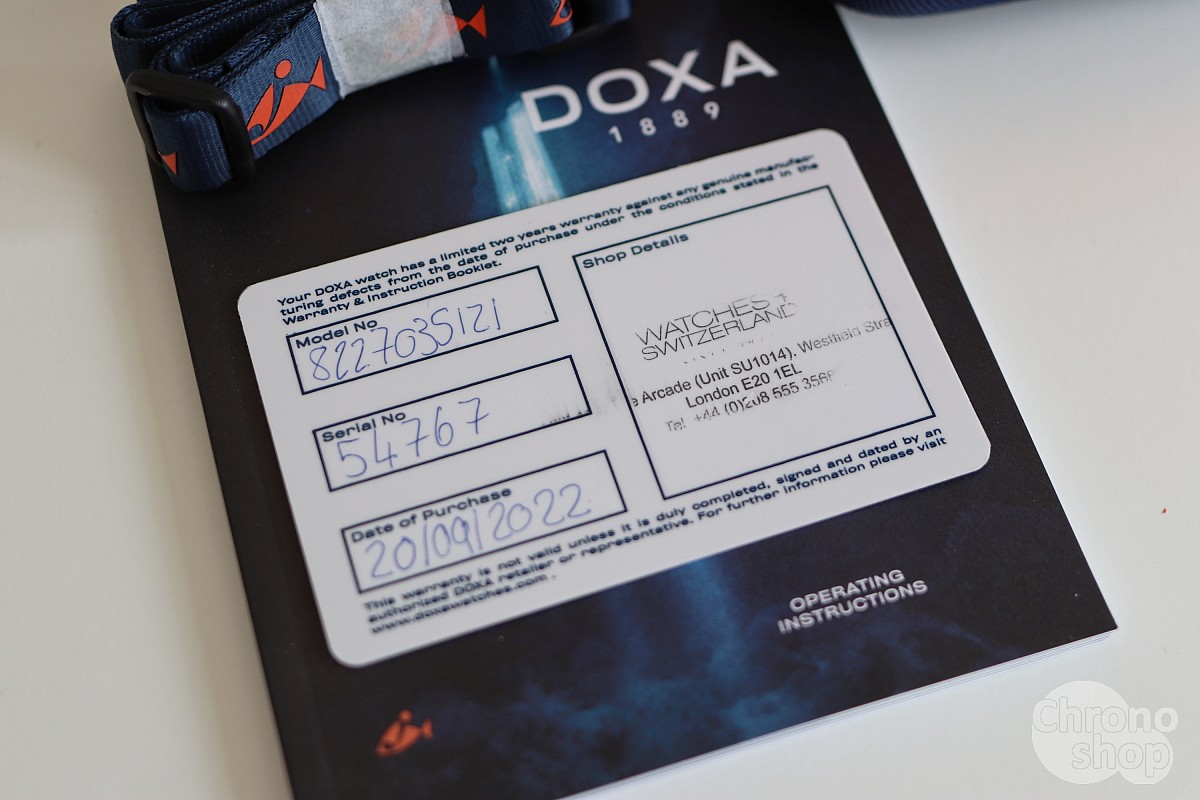 DOXA
1889
Your DOXA watch has a limited two years warranty against any genuine manufac-
turing defects from the date of purchase under the conditions stated in the
Warranty & Instruction Booklet.
Model No
8227035121
Serial No
54767
Date of Purchase
20/09/2022
Shop Details
WATCHES
SWITZERLAND
Arcade (Unit SU1014), Westfield Stra
London E20 1EL
Tel: +44 (0)208 555 3568
This warranty is not valid unless it is duly completed, signed and dated by an
authorized DOXA retailer or representative. For further information please visit
www.doxawatches.com.
OPERATING
INSTRUCTIONS
Chrono
shop